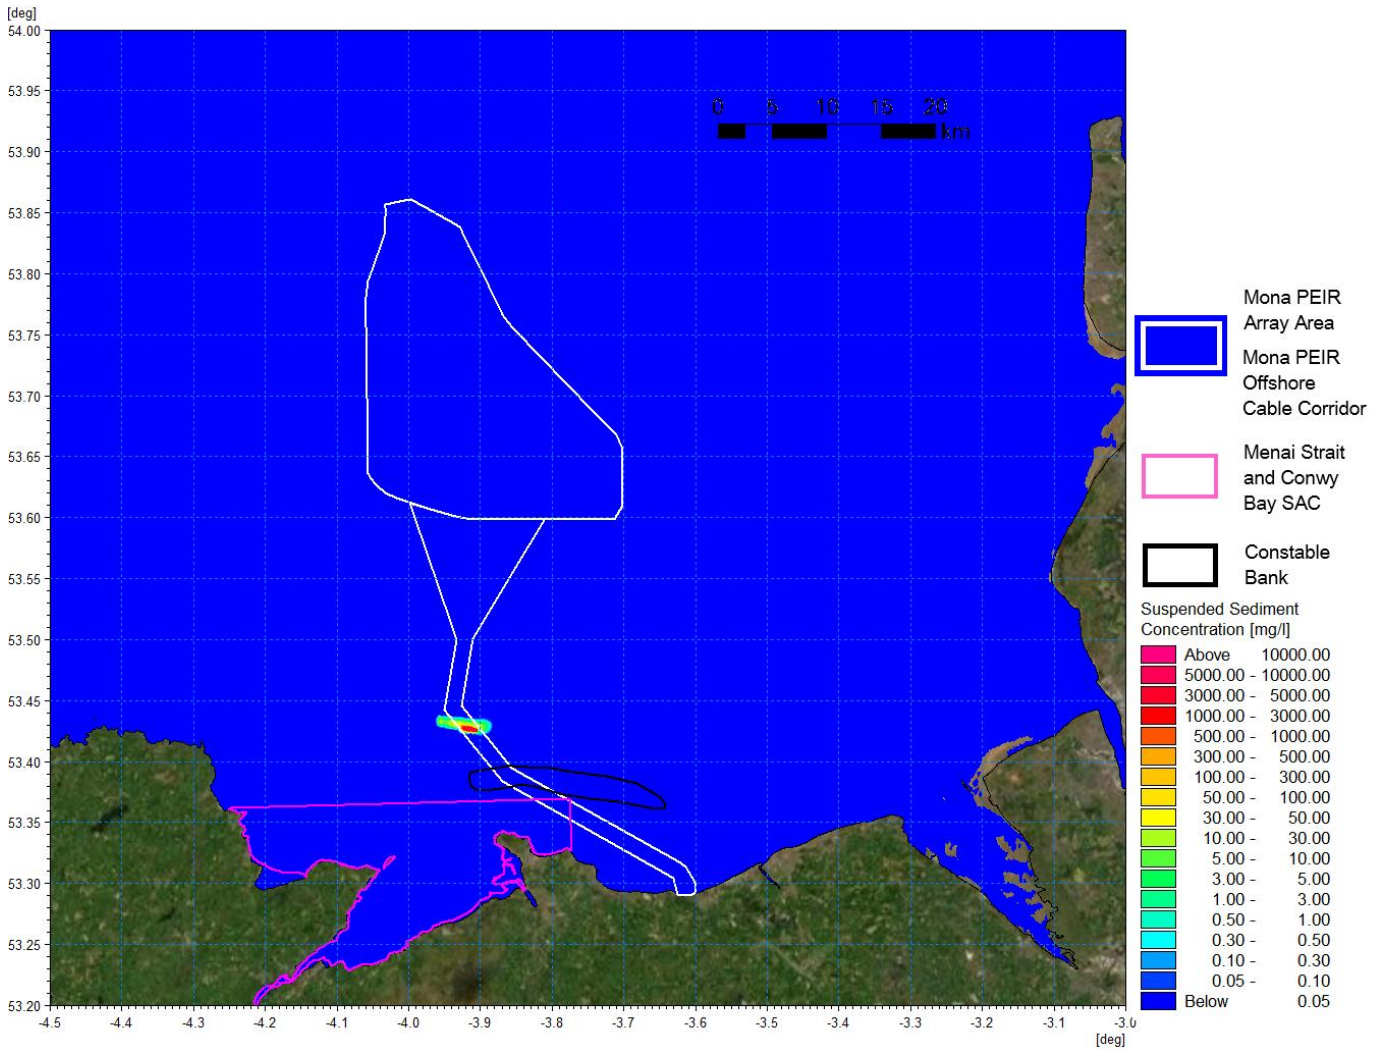 [deg]
54.00
53.95
53.90
53.85
53.80
53.75
53.70
53.65
53.60
53.55
53.50
53.45
53.40
53.35
53.30
53.25
53.20
-4.5 -4.4 -4.3 -4.2 -4.1 -4.0 -3.9 -3.8 -3.7 -3.6 -3.5 -3.4 -3.3 -3.2 -3.1 -3.0
[deg]
0 5 10 15 20
km
Mona PEIR
Array Area
Mona PEIR
Offshore
Cable Corridor
Menai Strait
and Conwy
Bay SAC
Constable
Bank
Suspended Sediment
Concentration [mg/l]
Above 10000.00
5000.00 - 10000.00
3000.00 - 5000.00
1000.00 - 3000.00
500.00 - 1000.00
300.00 - 500.00
100.00 - 300.00
50.00 - 100.00
30.00 - 50.00
10.00 - 30.00
5.00 - 10.00
3.00 - 5.00
1.00 - 3.00
0.50 - 1.00
0.30 - 0.50
0.10 - 0.30
0.05 - 0.10
Below 0.05